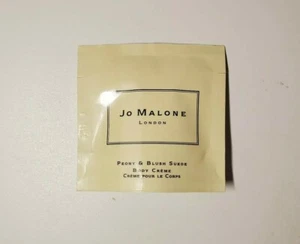 Jo Malone
London
Peony & Blush Suede
Body Crème
Crème pour le Corps